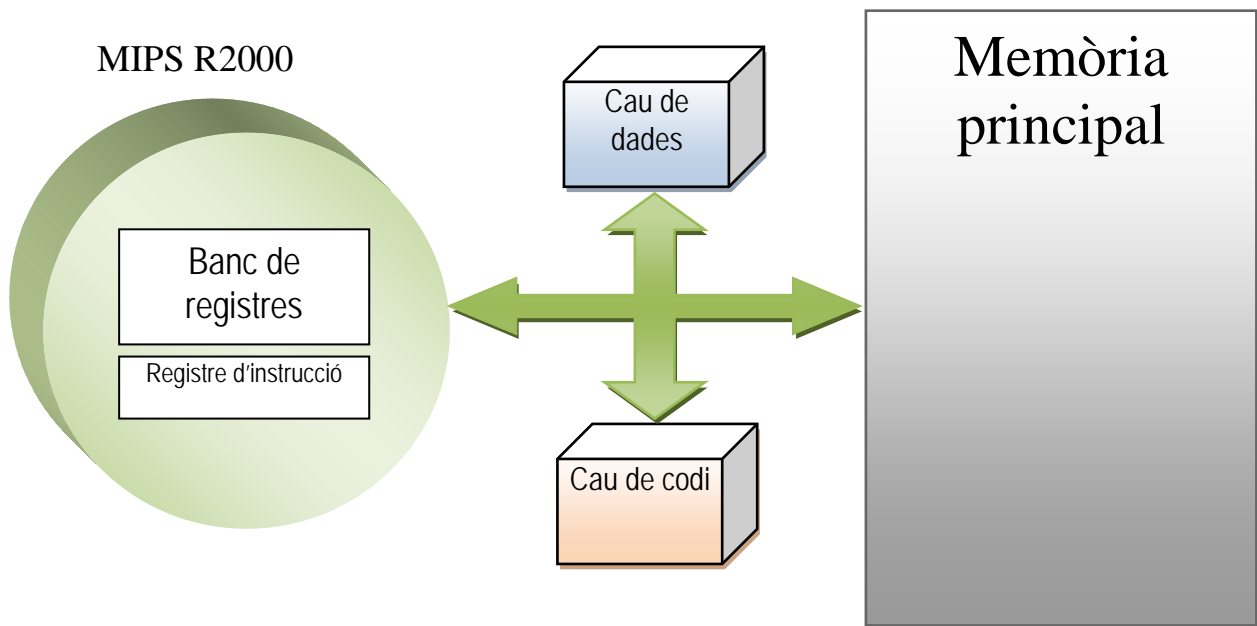 MIPS R2000
Banc de
registres
Registre d'instrucció
Cau de
dades
Cau de codi
Memòria
principal